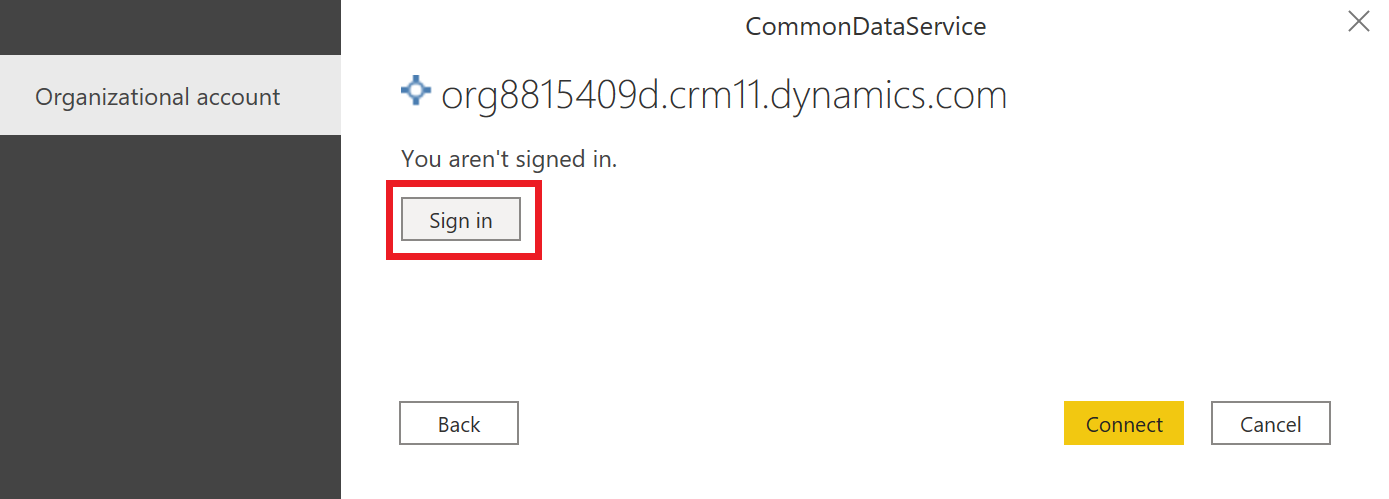 CommonDataService
Organizational account
org8815409d.crm11.dynamics.com
You aren't signed in.
Sign in
Back
Connect
Cancel